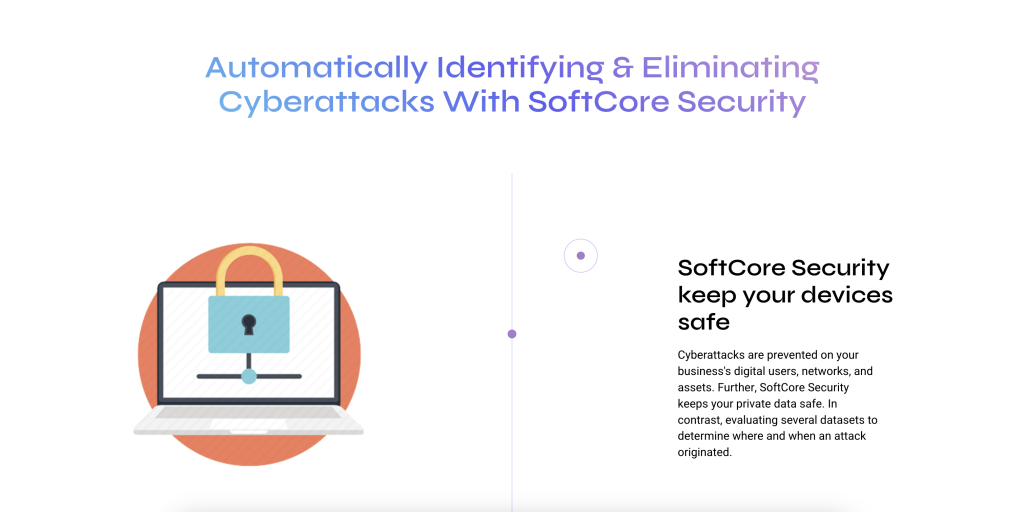 Automatically Identifying & Eliminating
Cyberattacks With SoftCore Security
SoftCore Security
keep your devices
safe
Cyberattacks are prevented on your
business's digital users, networks, and
assets. Further, SoftCore Security
keeps your private data safe. In
contrast, evaluating several datasets to
determine where and when an attack
originated.